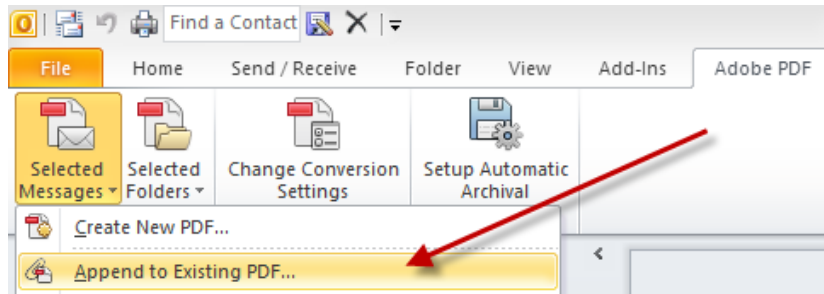 Find a Contact
File Home Send / Receive Folder View Add-Ins Adobe PDF
Selected Selected Change Conversion Setup Automatic
Messages Folders Settings Archival
Create New PDF...
Append to Existing PDF...